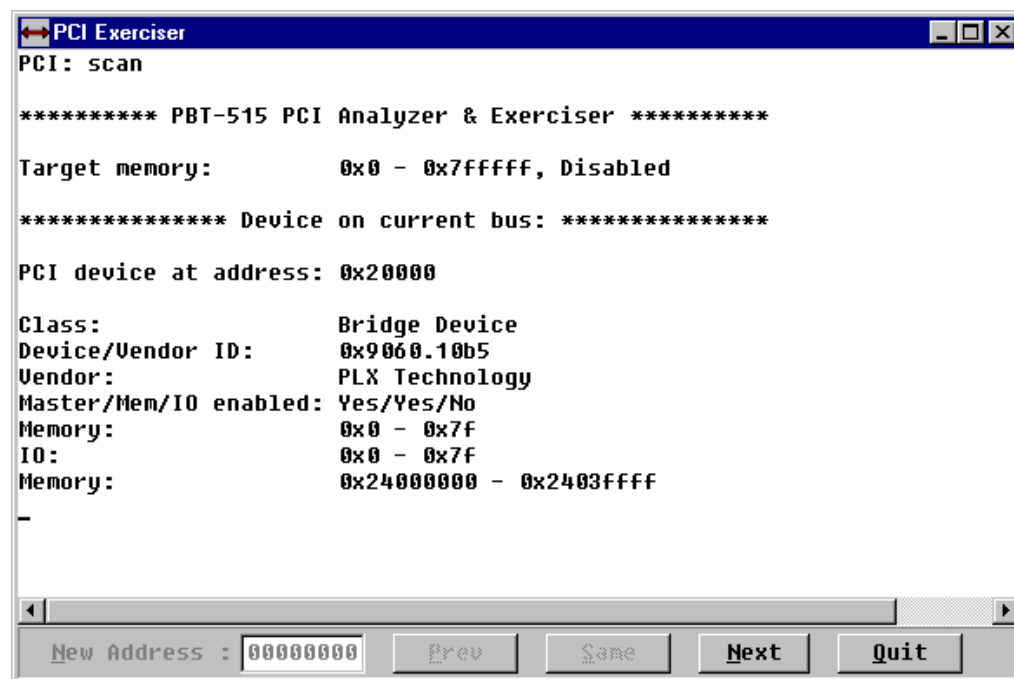 PCI Exerciser
PCI: scan
********** PBT-515 PCI Analyzer & Exerciser **********
Target memory: 0x0 - 0x7fffff, Disabled
*************** Device on current bus: ***************
PCI device at address: 0x20000
Class: Bridge Device
Device/Vendor ID: 0x9060.10b5
Vendor: PLX Technology
Master/Mem/IO enabled: Yes/Yes/No
Memory: 0x0 - 0x7f
IO: 0x0 - 0x7f
Memory: 0x24000000 - 0x2403ffff
New Address : 00000000 Prev Same Next Quit